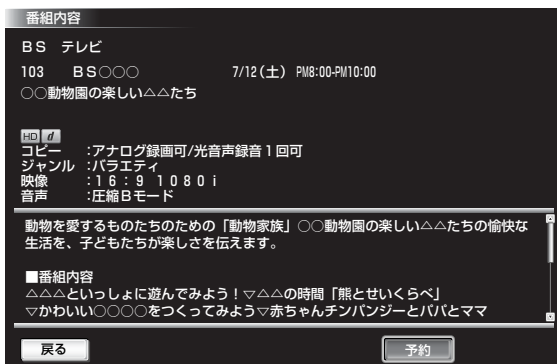 番組内容
BS テレビ
103 BS○○○ 7/12(土) PM8:00-PM10:00
○○動物園の楽しい△△たち
HD d
コピー :アナログ録画可/光音声録音1回可
ジャンル :バラエティ
映像 :16:9 1080i
音声 :圧縮Bモード
動物を愛するものたちのための「動物家族」○○動物園の楽しい△△たちの愉快な
生活を、子どもたちが楽しさを伝えます。
■番組内容
△△△といっしょに遊んでみよう!▽△△の時間「熊とせいくらべ」
▽かわいい○○○○をつくってみよう▽赤ちゃんチンパンジーとパパとママ
戻る 予約